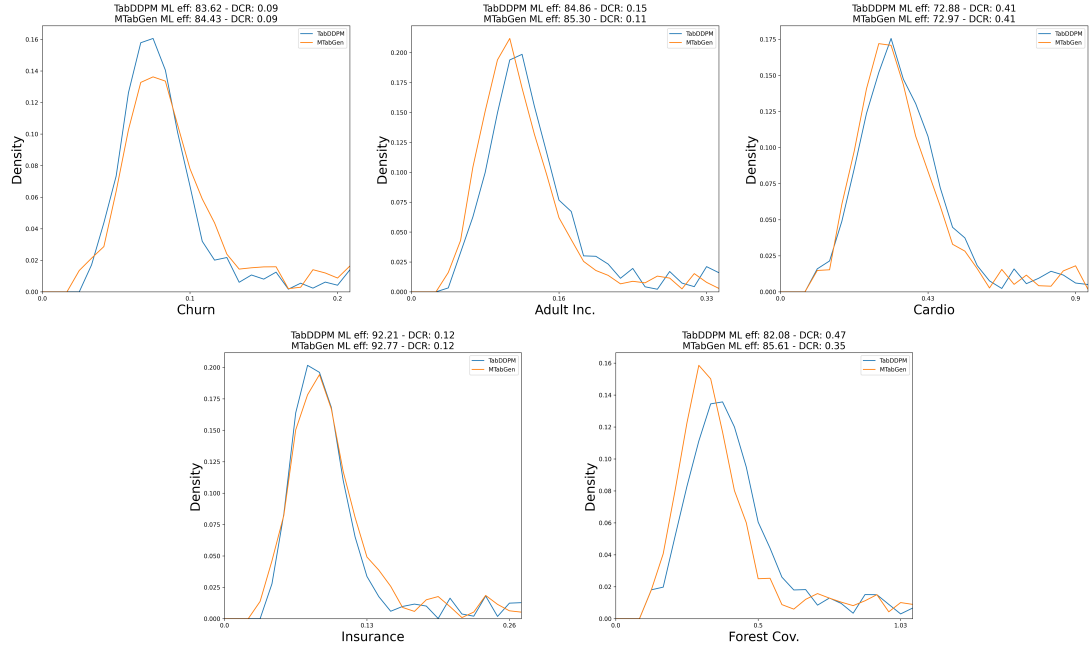 TabDDPM ML eff: 83.62 - DCR: 0.09
MTabGen ML eff: 84.43 - DCR: 0.09
TabDDPM
MTabGen
Density
0.16
0.14
0.12
0.10
0.08
0.06
0.04
0.02
0.00
0.0
0.1
0.2
Churn
TabDDPM ML eff: 84.86 - DCR: 0.15
MTabGen ML eff: 85.30 - DCR: 0.11
TabDDPM
MTabGen
Density
0.200
0.175
0.150
0.125
0.100
0.075
0.050
0.025
0.000
0.0
0.16
0.33
Adult Inc.
TabDDPM ML eff: 72.88 - DCR: 0.41
MTabGen ML eff: 72.97 - DCR: 0.41
TabDDPM
MTabGen
Density
0.175
0.150
0.125
0.100
0.075
0.050
0.025
0.000
0.0
0.43
0.9
Cardio
TabDDPM ML eff: 92.21 - DCR: 0.12
MTabGen ML eff: 92.77 - DCR: 0.12
TabDDPM
MTabGen
Density
0.200
0.175
0.150
0.125
0.100
0.075
0.050
0.025
0.000
0.0
0.13
0.26
Insurance
TabDDPM ML eff: 82.08 - DCR: 0.47
MTabGen ML eff: 85.61 - DCR: 0.35
TabDDPM
MTabGen
Density
0.16
0.14
0.12
0.10
0.08
0.06
0.04
0.02
0.00
0.0
0.5
1.03
Forest Cov.